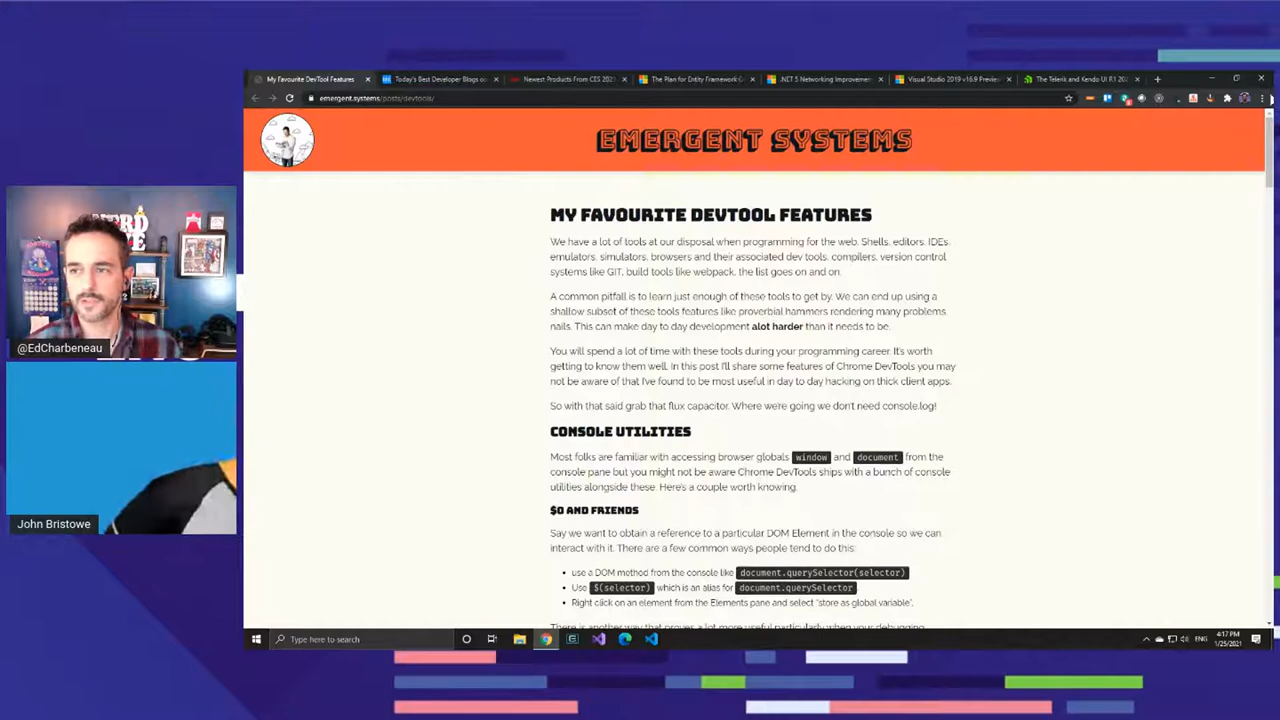 My Favourite DevTool Features
Today's Best Developer Blogs
Newest Products From CES 2021
The Plan for Entity Framework
.NET 5 Networking Improvemen
Visual Studio 2019 v16.9 Preview
The Telerik and Kendo UI R1 202
emergent.systems/posts/devtools/
EMERGENT SYSTEMS
MY FAVOURITE DEVTOOL FEATURES
We have a lot of tools at our disposal when programming for the web. Shells, editors, IDEs,
emulators, simulators, browsers and their associated dev tools, compilers, version control
systems like GIT, build tools like webpack, the list goes on and on.
A common pitfall is to learn just enough of these tools to get by. We can end up using a
shallow subset of these tools features like proverbial hammers rendering many problems
nails. This can make day to day development alot harder than it needs to be.
You will spend a lot of time with these tools during your programming career. It's worth
getting to know them well. In this post I'll share some features of Chrome DevTools you may
not be aware of that I've found to be most useful in day to day hacking on thick client apps.
So with that said grab that flux capacitor. Where we're going we don't need console.log!
CONSOLE UTILITIES
Most folks are familiar with accessing browser globals window and document from the
console pane but you might not be aware Chrome DevTools ships with a bunch of console
utilities alongside these. Here's a couple worth knowing.
$0 AND FRIENDS
Say we want to obtain a reference to a particular DOM Element in the console so we can
interact with it. There are a few common ways people tend to do this:
• use a DOM method from the console like document.querySelector(selector)
• Use $(selector) which is an alias for document.querySelector
• Right click on an element from the Elements pane and select "store as global variable",
There is another way that proves a lot more useful particularly when your debugging
@EdCharbeneau
John Bristowe
Type here to search
ENG
4:17 PM
1/25/2021